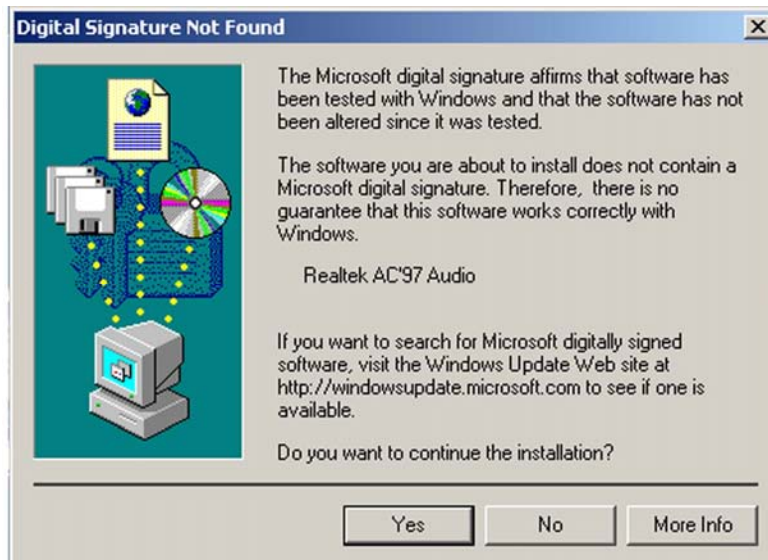 Digital Signature Not Found
The Microsoft digital signature affirms that software has
been tested with Windows and that the software has not
been altered since it was tested.
The software you are about to install does not contain a
Microsoft digital signature. Therefore, there is no
guarantee that this software works correctly with
Windows.
Realtek AC'97 Audio
If you want to search for Microsoft digitally signed
software, visit the Windows Update Web site at
http://windowsupdate.microsoft.com to see if one is
available.
Do you want to continue the installation?
Yes
No
More Info